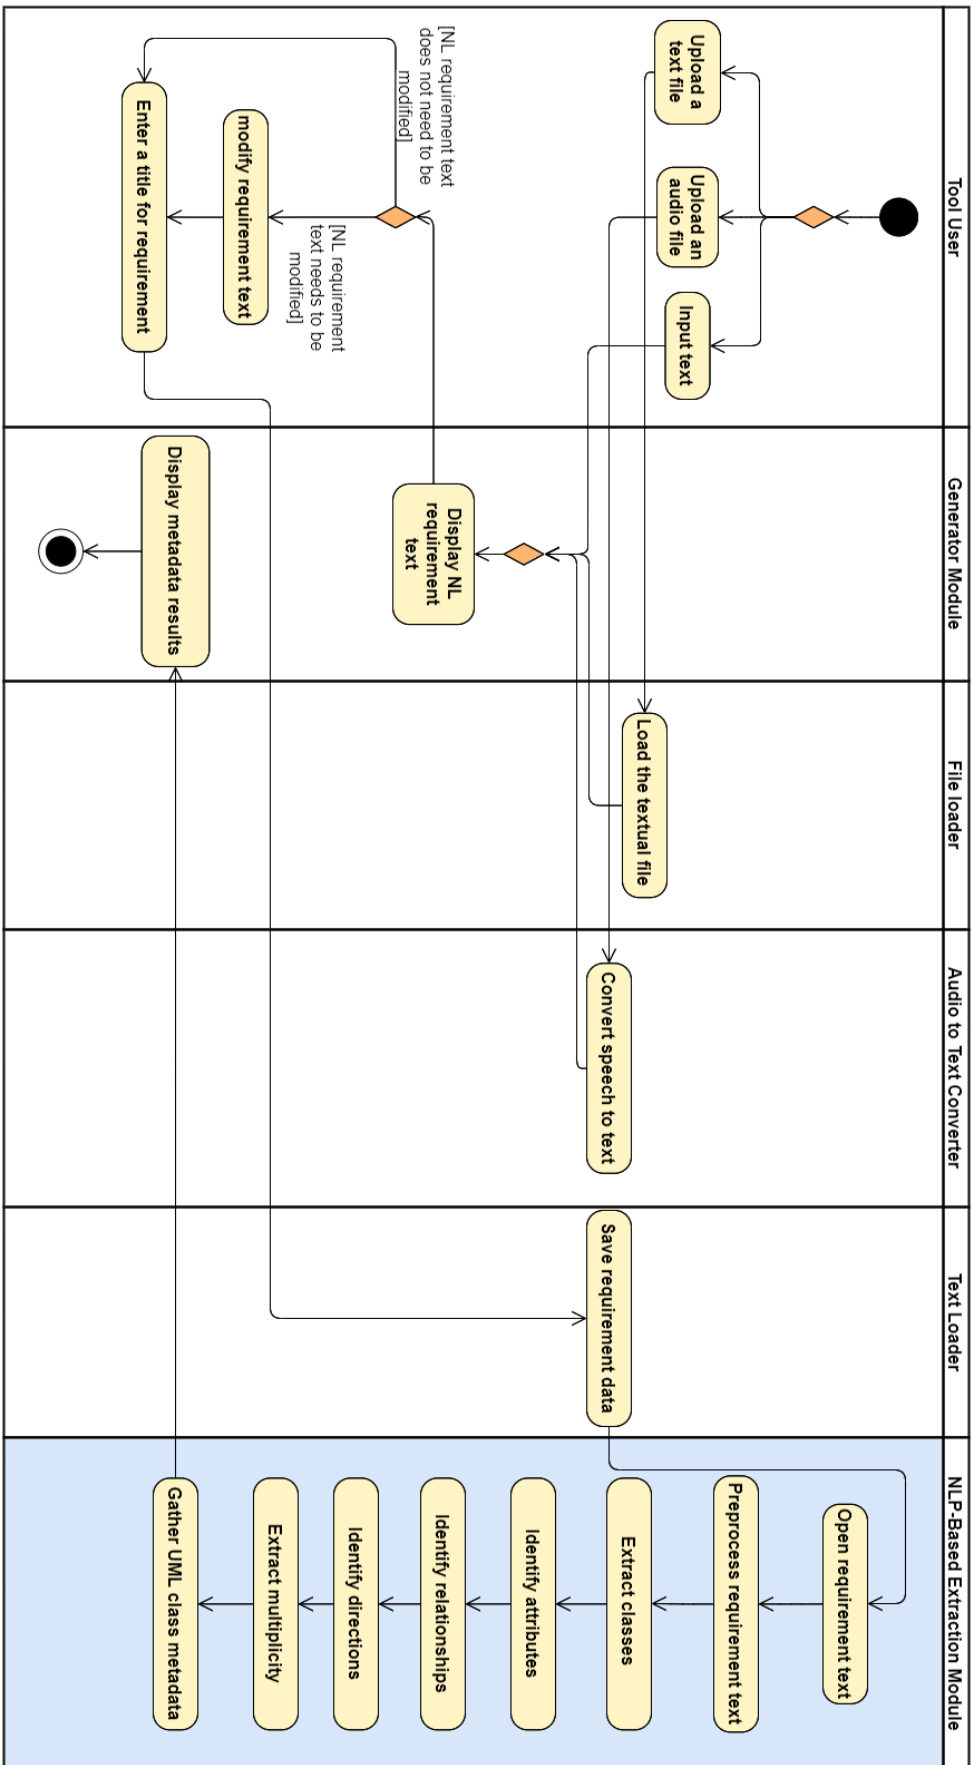 Tool User
Generator Module
File loader
Audio to Text Converter
Text Loader
NLP-Based Extraction Module
Upload a
text file
Upload an
audio file
Input text
[NL requirement text
does not need to be
modified]
[NL requirement
text needs to be
modified]
modify requirement text
Enter a title for requirement
Display NL
requirement
text
Display metadata results
Load the textual file
Convert speech to text
Save requirement data
Open requirement text
Preprocess requirement text
Extract classes
Identify attributes
Identify relationships
Identify directions
Extract multiplicity
Gather UML class metadata